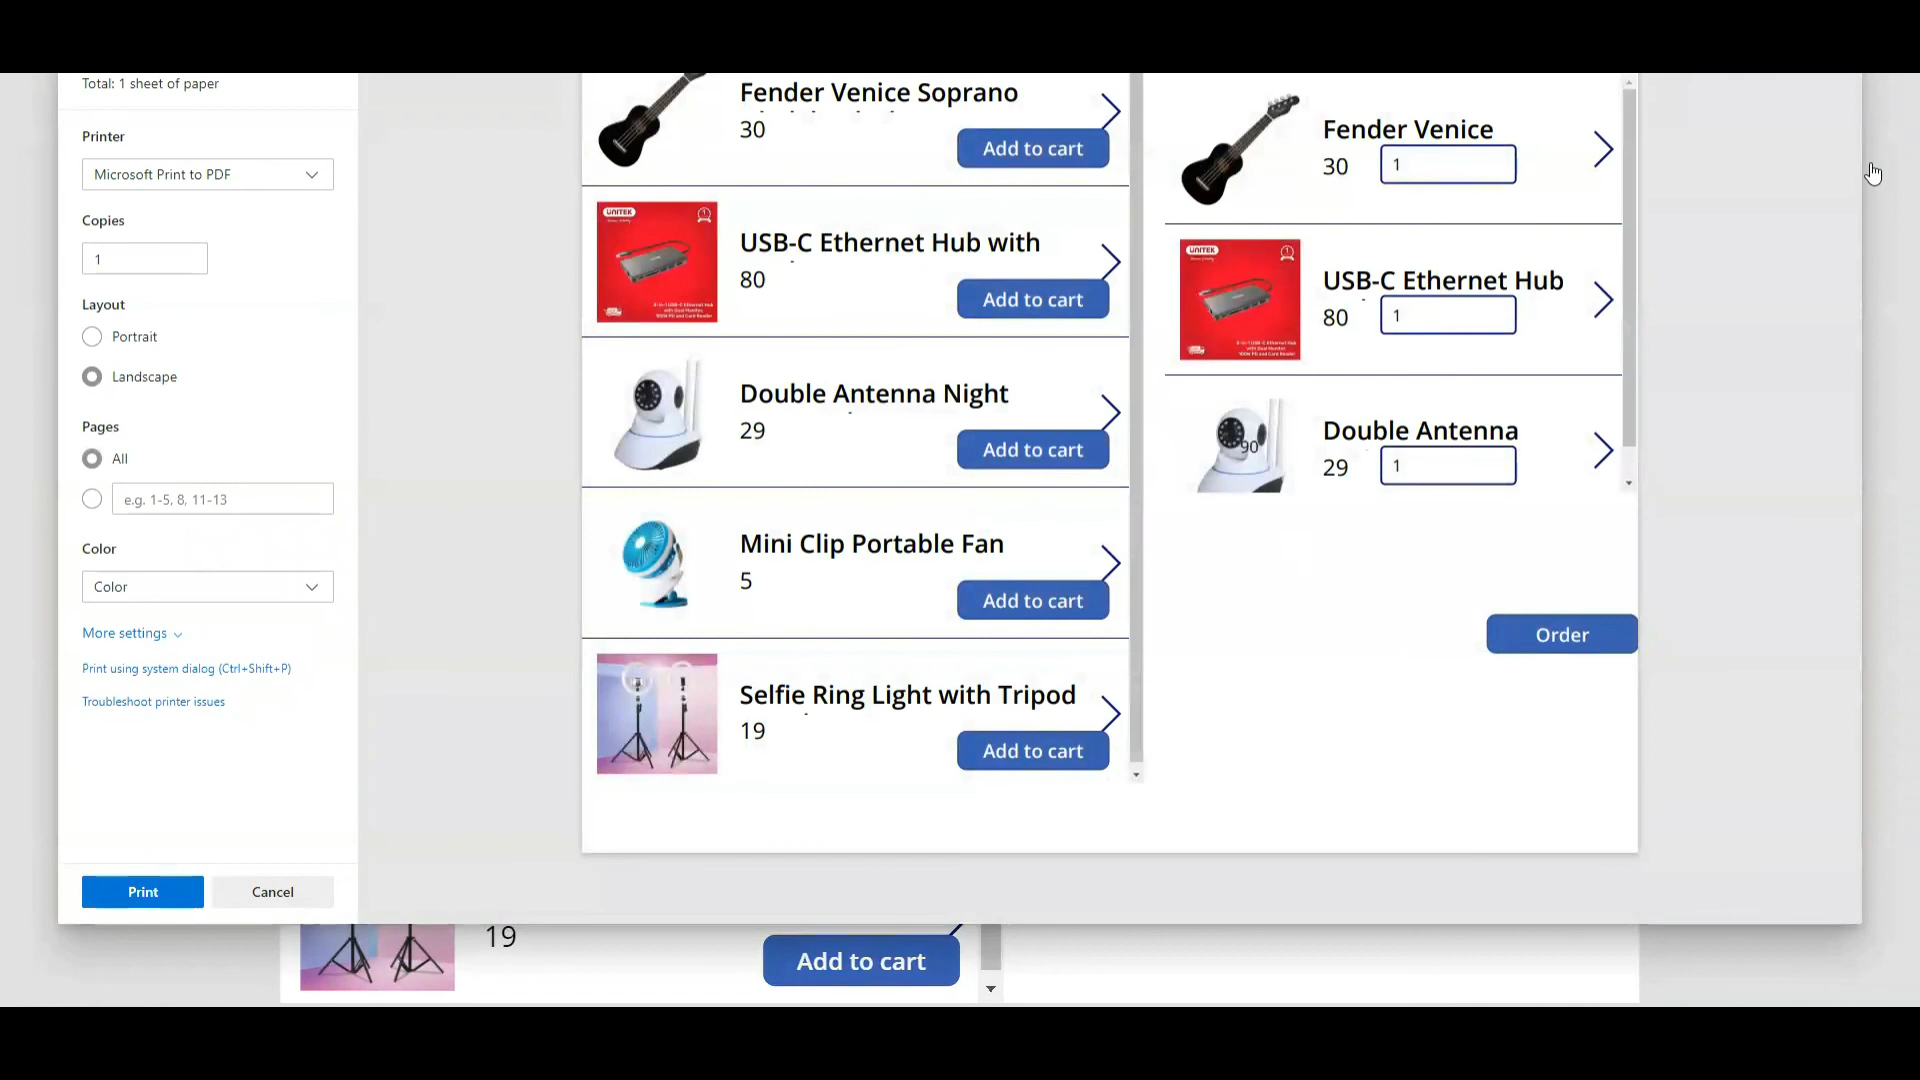 Total: 1 sheet of paper
Printer
Microsoft Print to PDF
Copies
1
Layout
Portrait
Landscape
Pages
All
e.g. 1-5, 8, 11-13
Color
Color
More settings
Print using system dialog (Ctrl+Shift+P)
Troubleshoot printer issues
Print
Cancel
Fender Venice Soprano
30
Add to cart
UNITEK
USB-C Ethernet Hub with
80
Add to cart
Double Antenna Night
29
Add to cart
Mini Clip Portable Fan
5
Add to cart
Selfie Ring Light with Tripod
19
Add to cart
Fender Venice
30
1
UNITEK
USB-C Ethernet Hub
80
1
Double Antenna
90
29
1
Order
19
Add to cart